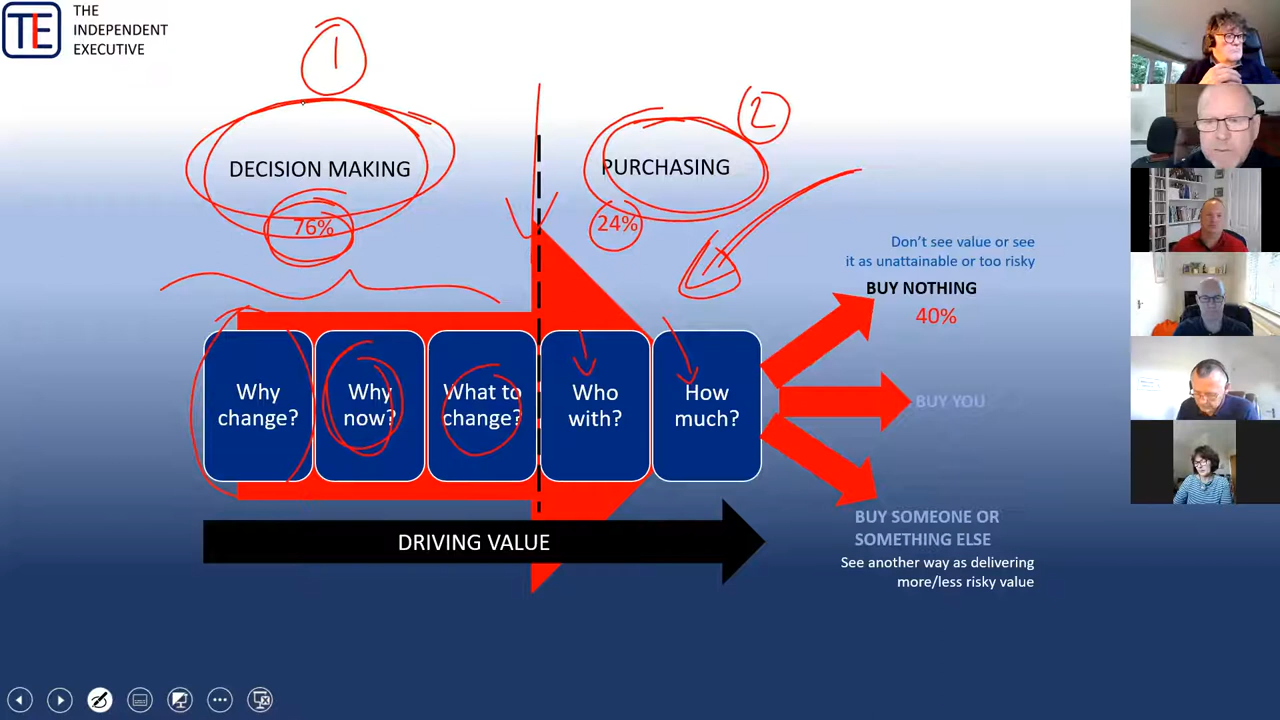 TE
THE
INDEPENDENT
EXECUTIVE
1
2
DECISION MAKING
PURCHASING
76%
24%
Don't see value or see
it as unattainable or too risky
BUY NOTHING
40%
Why
change?
Why
now?
What to
change?
Who
with?
How
much?
BUY YOU
BUY SOMEONE OR
SOMETHING ELSE
See another way as delivering
more/less risky value
DRIVING VALUE